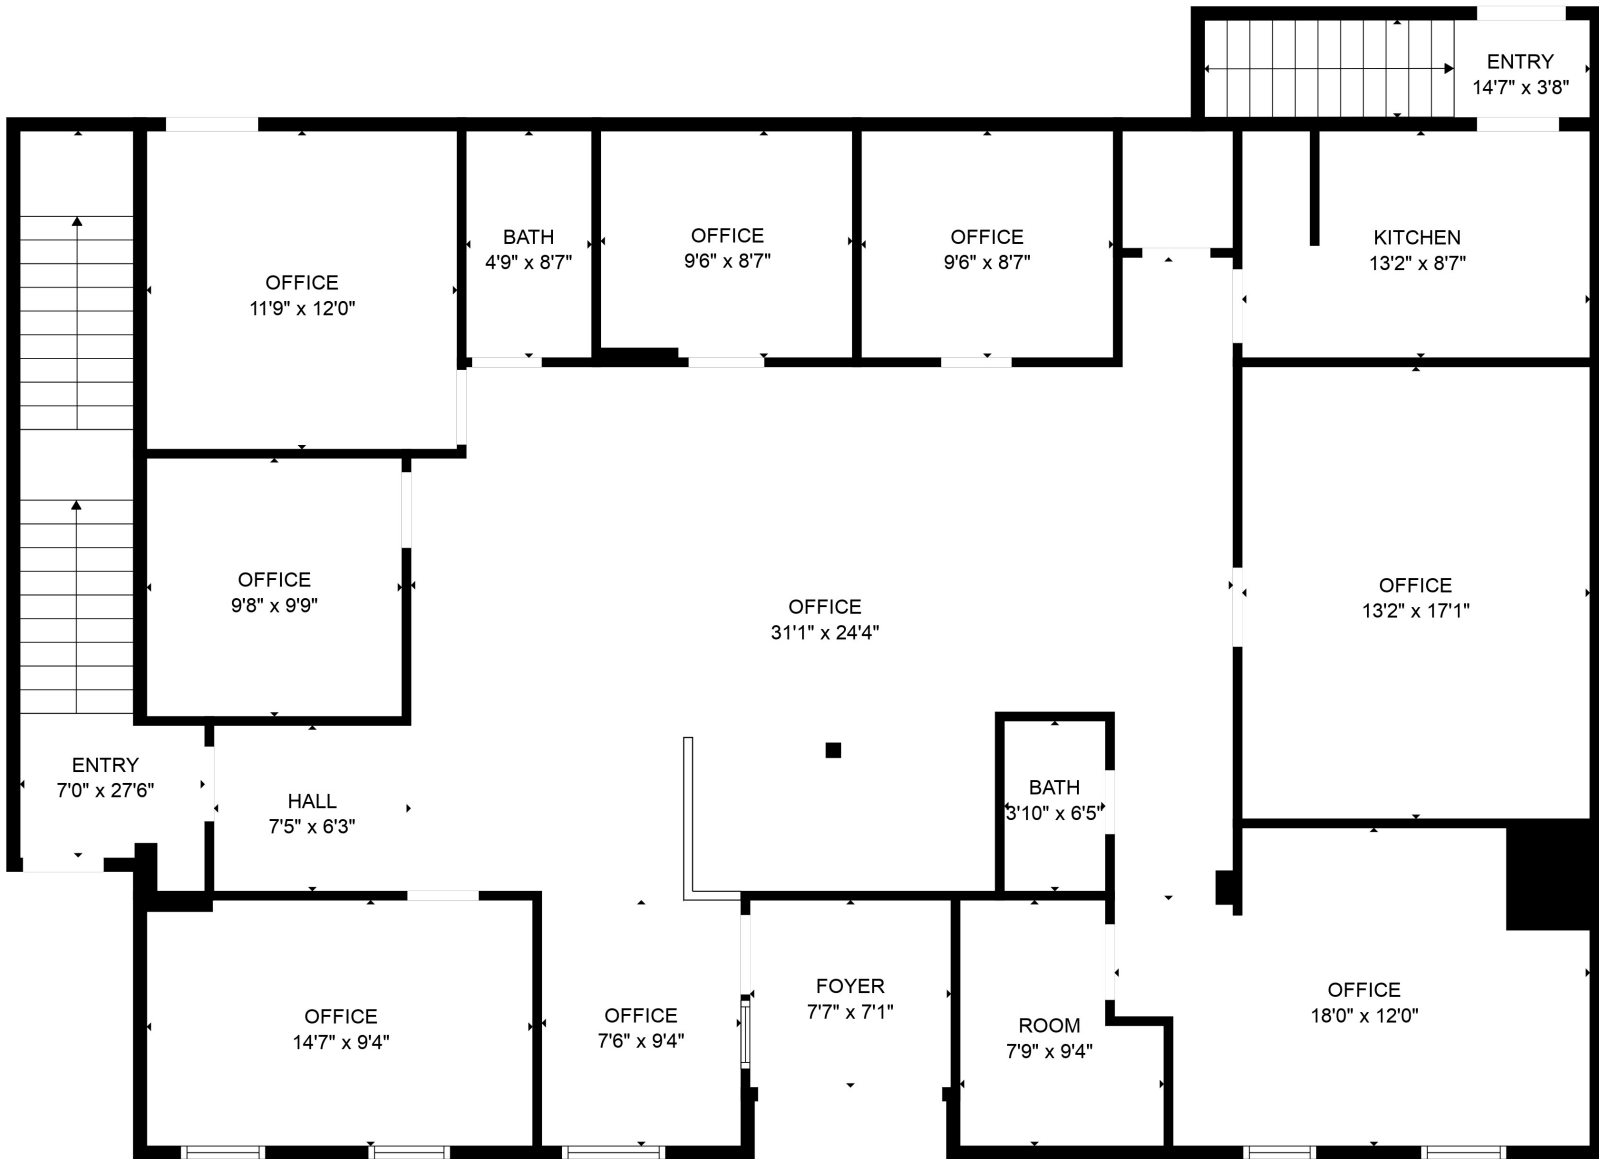 ENTRY
14'7" x 3'8"
BATH
4'9" x 8'7"
OFFICE
9'6" x 8'7"
OFFICE
9'6" x 8'7"
KITCHEN
13'2" x 8'7"
OFFICE
11'9" x 12'0"
OFFICE
9'8" x 9'9"
OFFICE
31'1" x 24'4"
OFFICE
13'2" x 17'1"
ENTRY
7'0" x 27'6"
HALL
7'5" x 6'3"
BATH
3'10" x 6'5"
OFFICE
14'7" x 9'4"
OFFICE
7'6" x 9'4"
FOYER
7'7" x 7'1"
ROOM
7'9" x 9'4"
OFFICE
18'0" x 12'0"